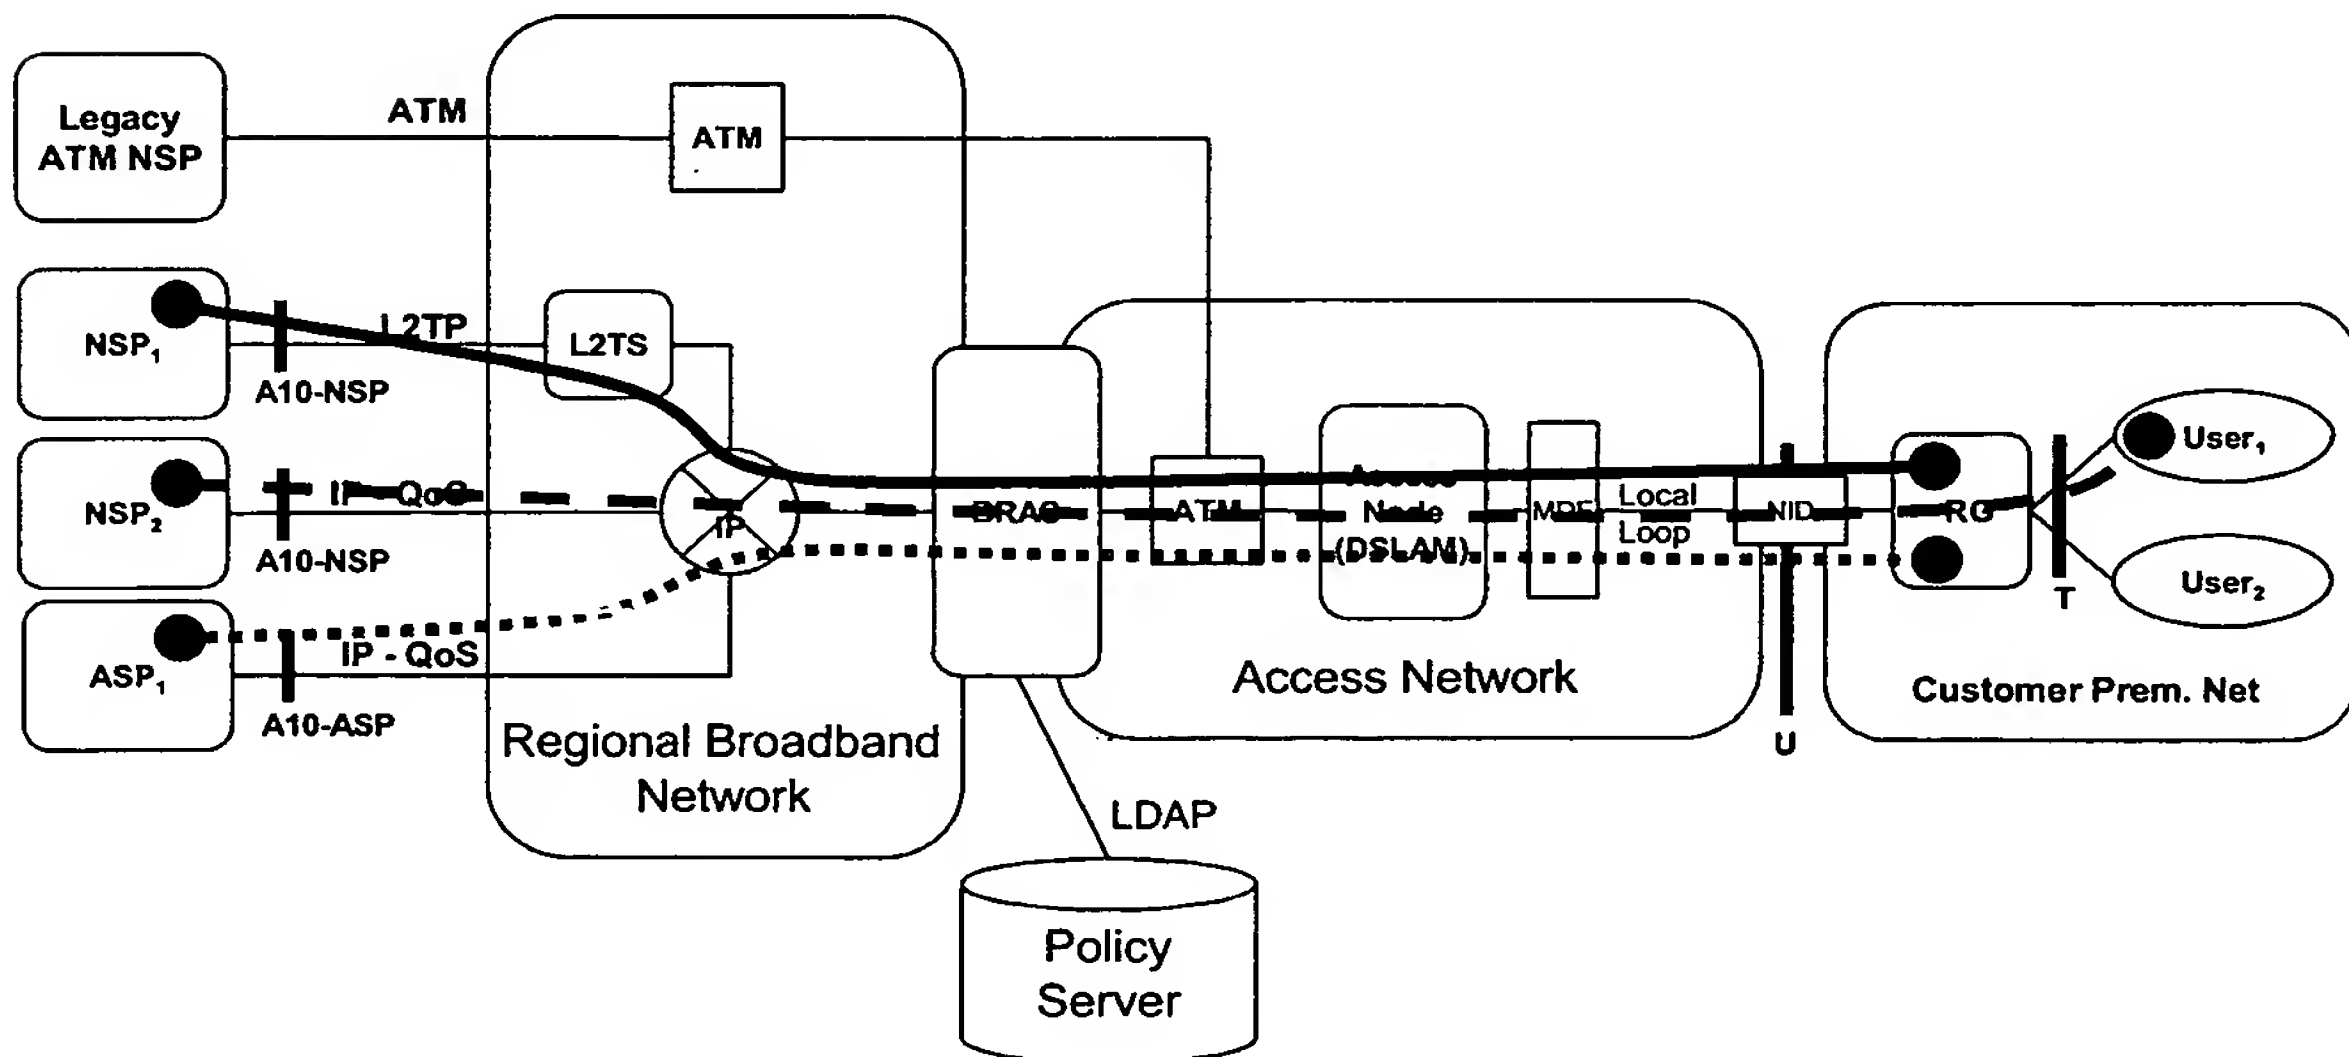 Legacy
ATM NSP
ATM
ATM
NSP₁
L2TP
L2TS
A10-NSP
NSP₂
IP - QoS
IP
A10-NSP
ASP₁
IP - QoS
A10-ASP
Regional Broadband
Network
BRAS
ATM
Access
Node
(DSLAM)
MDF
Local
Loop
NID
Access Network
U
RG
T
User₁
User₂
Customer Prem. Net
LDAP
Policy
Server